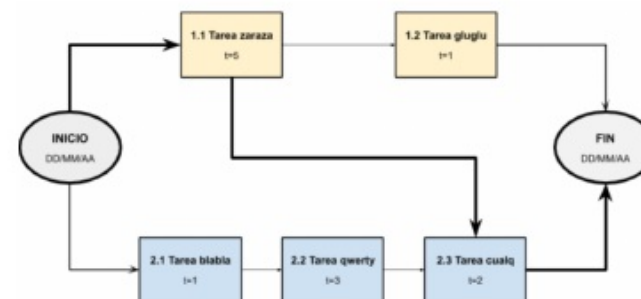 1.1 Tarea zaraza
t=6
1.2 Tarea gluglu
t=1
INICIO
DD/MM/AA
FIN
DD/MM/AA
2.1 Tarea blabla
t=1
2.2 Tarea qwerty
t=3
2.3 Tarea cualq
t=2